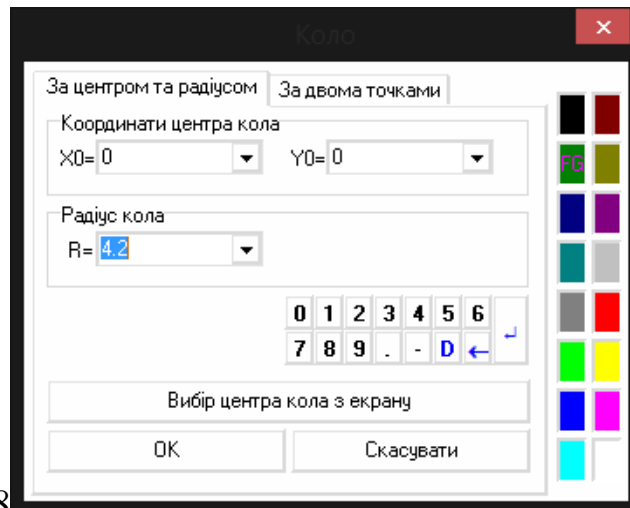 Коло
За центром та радіусом За двома точками
Координати центра кола
X0= 0 Y0= 0
FG
Радіус кола
R= 4.2
0 1 2 3 4 5 6
7 8 9 . - D ←
Вибір центра кола з екрану
OK Скасувати